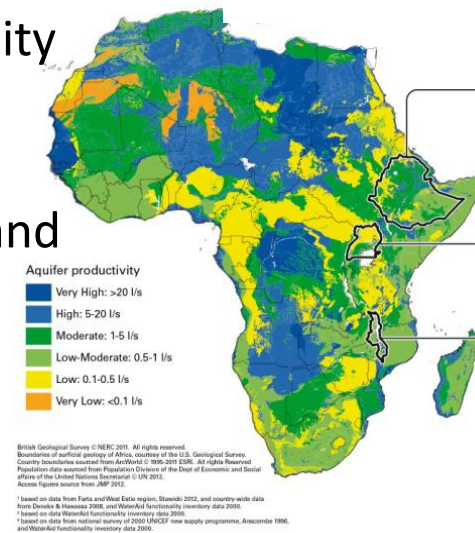 ity
and
Aquifer productivity
Very High: >20 l/s
High: 5-20 l/s
Moderate: 1-5 l/s
Low-Moderate: 0.5-1 l/s
Low: 0.1-0.5 l/s
Very Low: <0.1 l/s
British Geological Survey © NERC 2011. All rights reserved.
Boundaries of surficial geology of Africa, courtesy of the U.S. Geological Survey.
Country boundaries sourced from ArcWorld © 1995-2011 ESRI. All rights Reserved
Population data sourced from Population Division of the Dept of Economic and Social
affairs of the United Nations Secretariat © UN 2012.
Access figures source from JMP 2012.
¹ based on data from Farta and West Estie region, Stawicki 2012, and country-wide data
from Deneke & Hawassa 2008, and WaterAid functionality inventory data 2000.
² based on data WaterAid functionality inventory data 2000.
³ based on data from national survey of 2000 UNICEF new supply programme, Anscombe 1996,
and WaterAid functionality inventory data 2000.